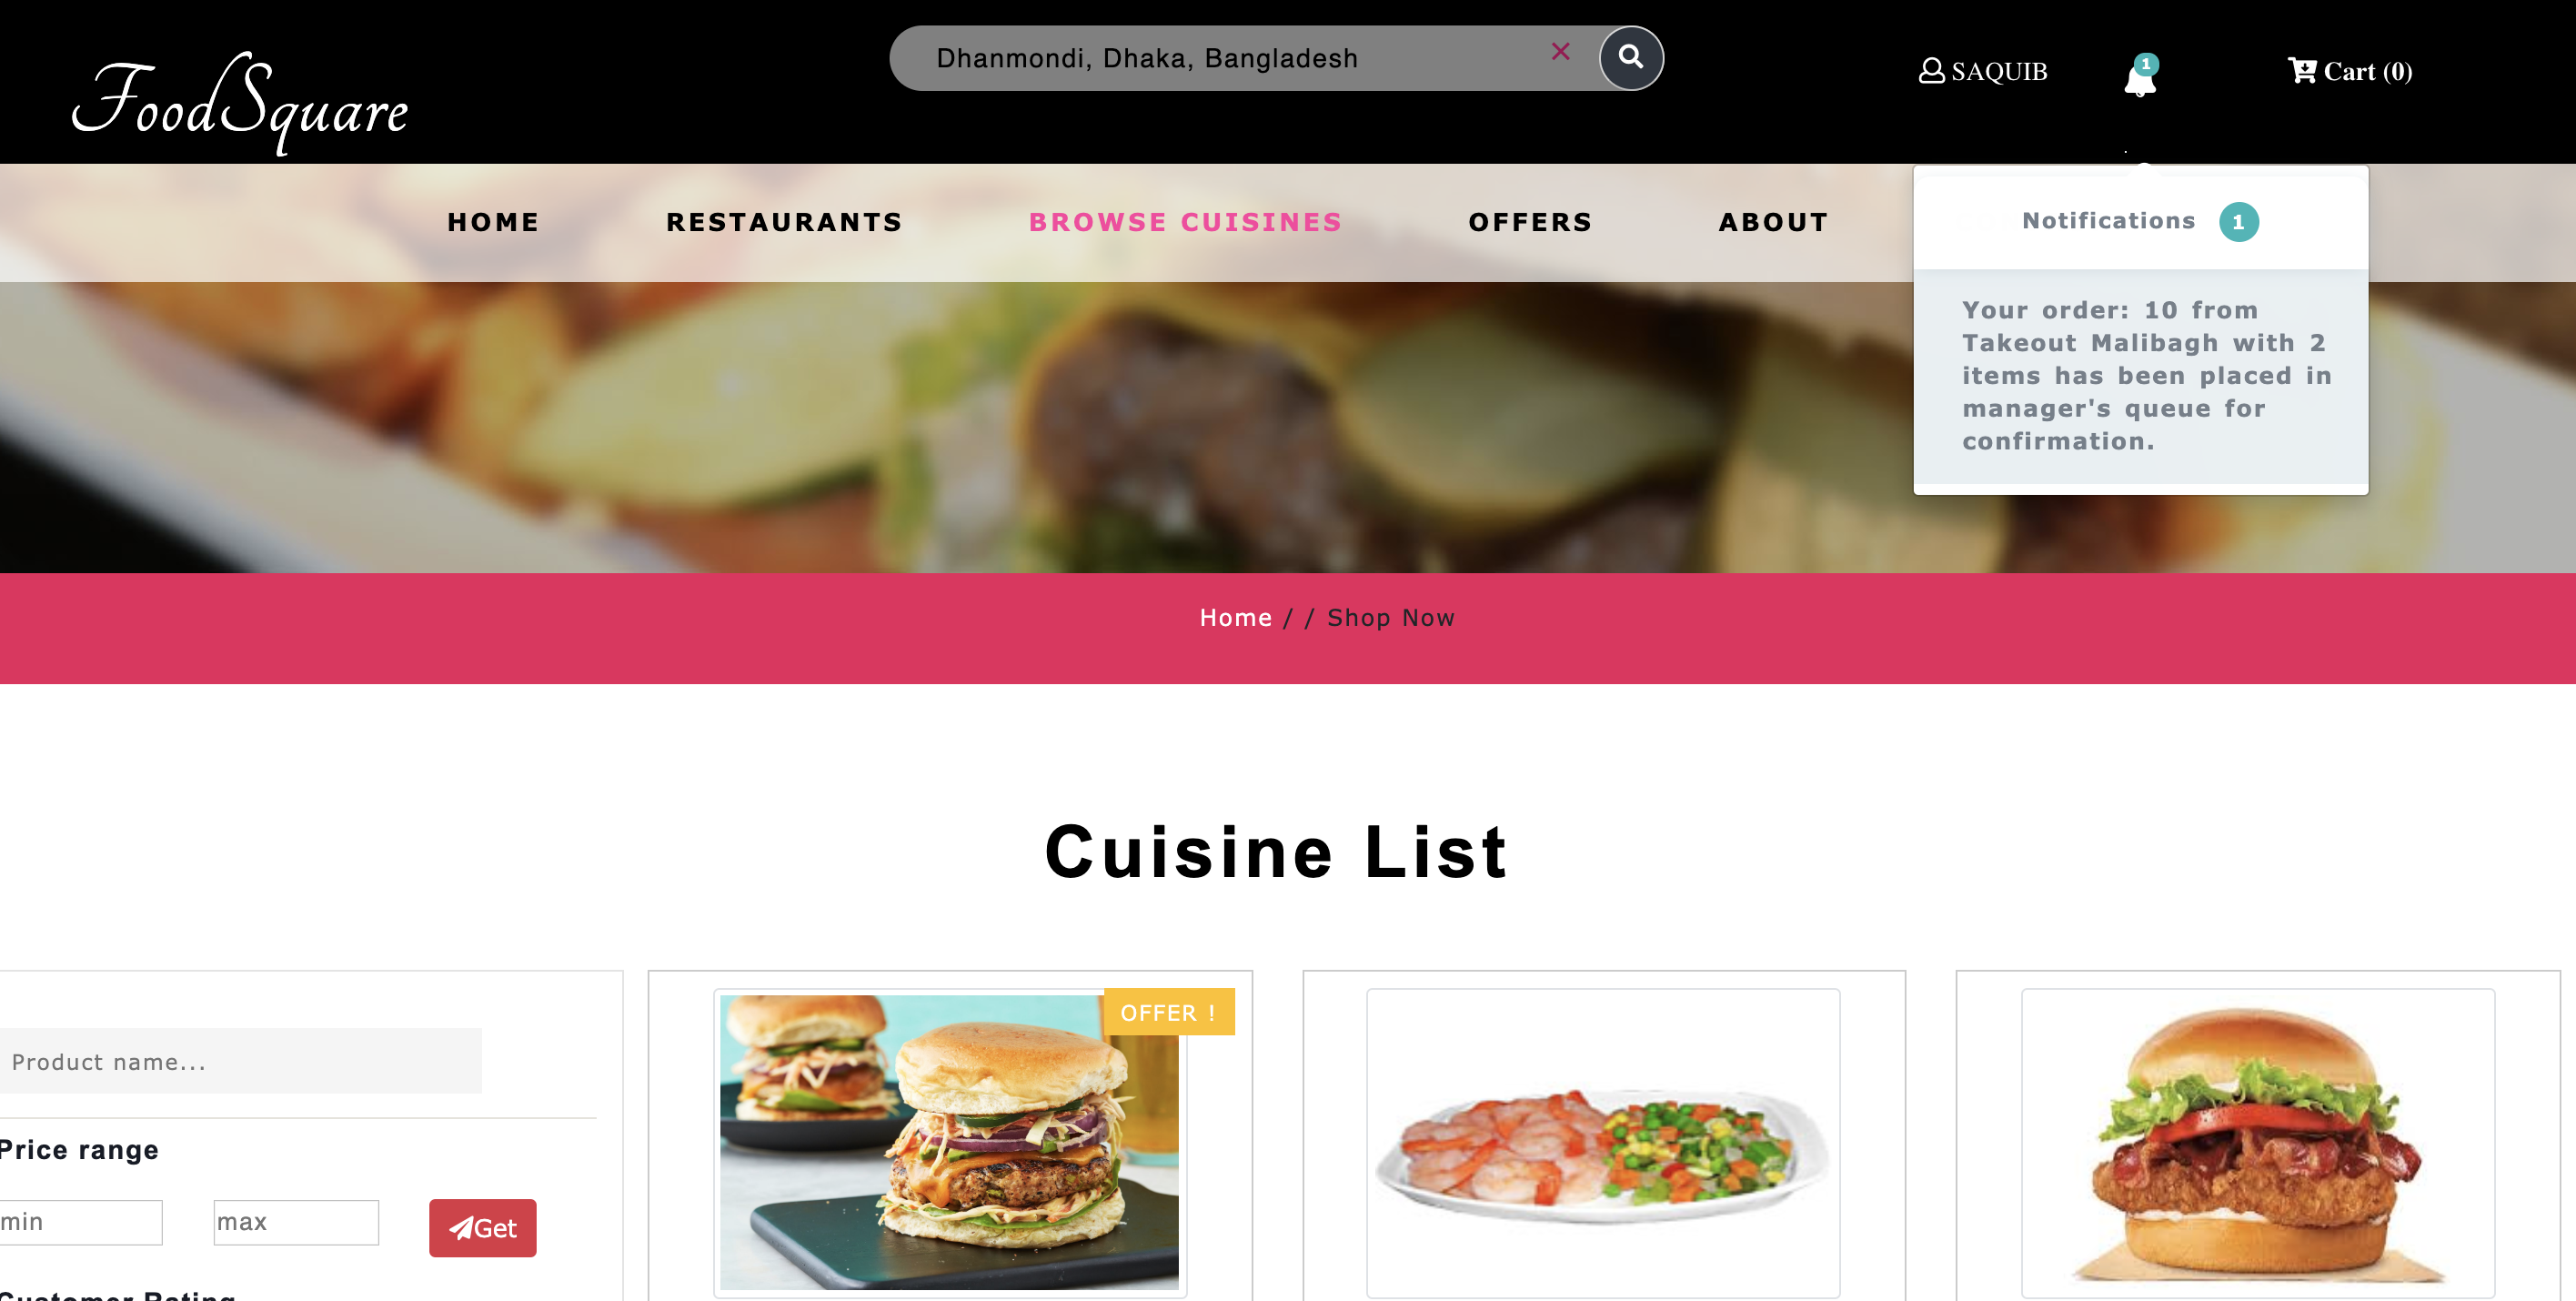 FoodSquare
Dhanmondi, Dhaka, Bangladesh
SAQUIB
1
Cart (0)
HOME
RESTAURANTS
BROWSE CUISINES
OFFERS
ABOUT
Notifications 1
Your order: 10 from
Takeout Malibagh with 2
items has been placed in
manager's queue for
confirmation.
Home / / Shop Now
Cuisine List
Product name...
Price range
min
max
Get
Customer Rating
OFFER !